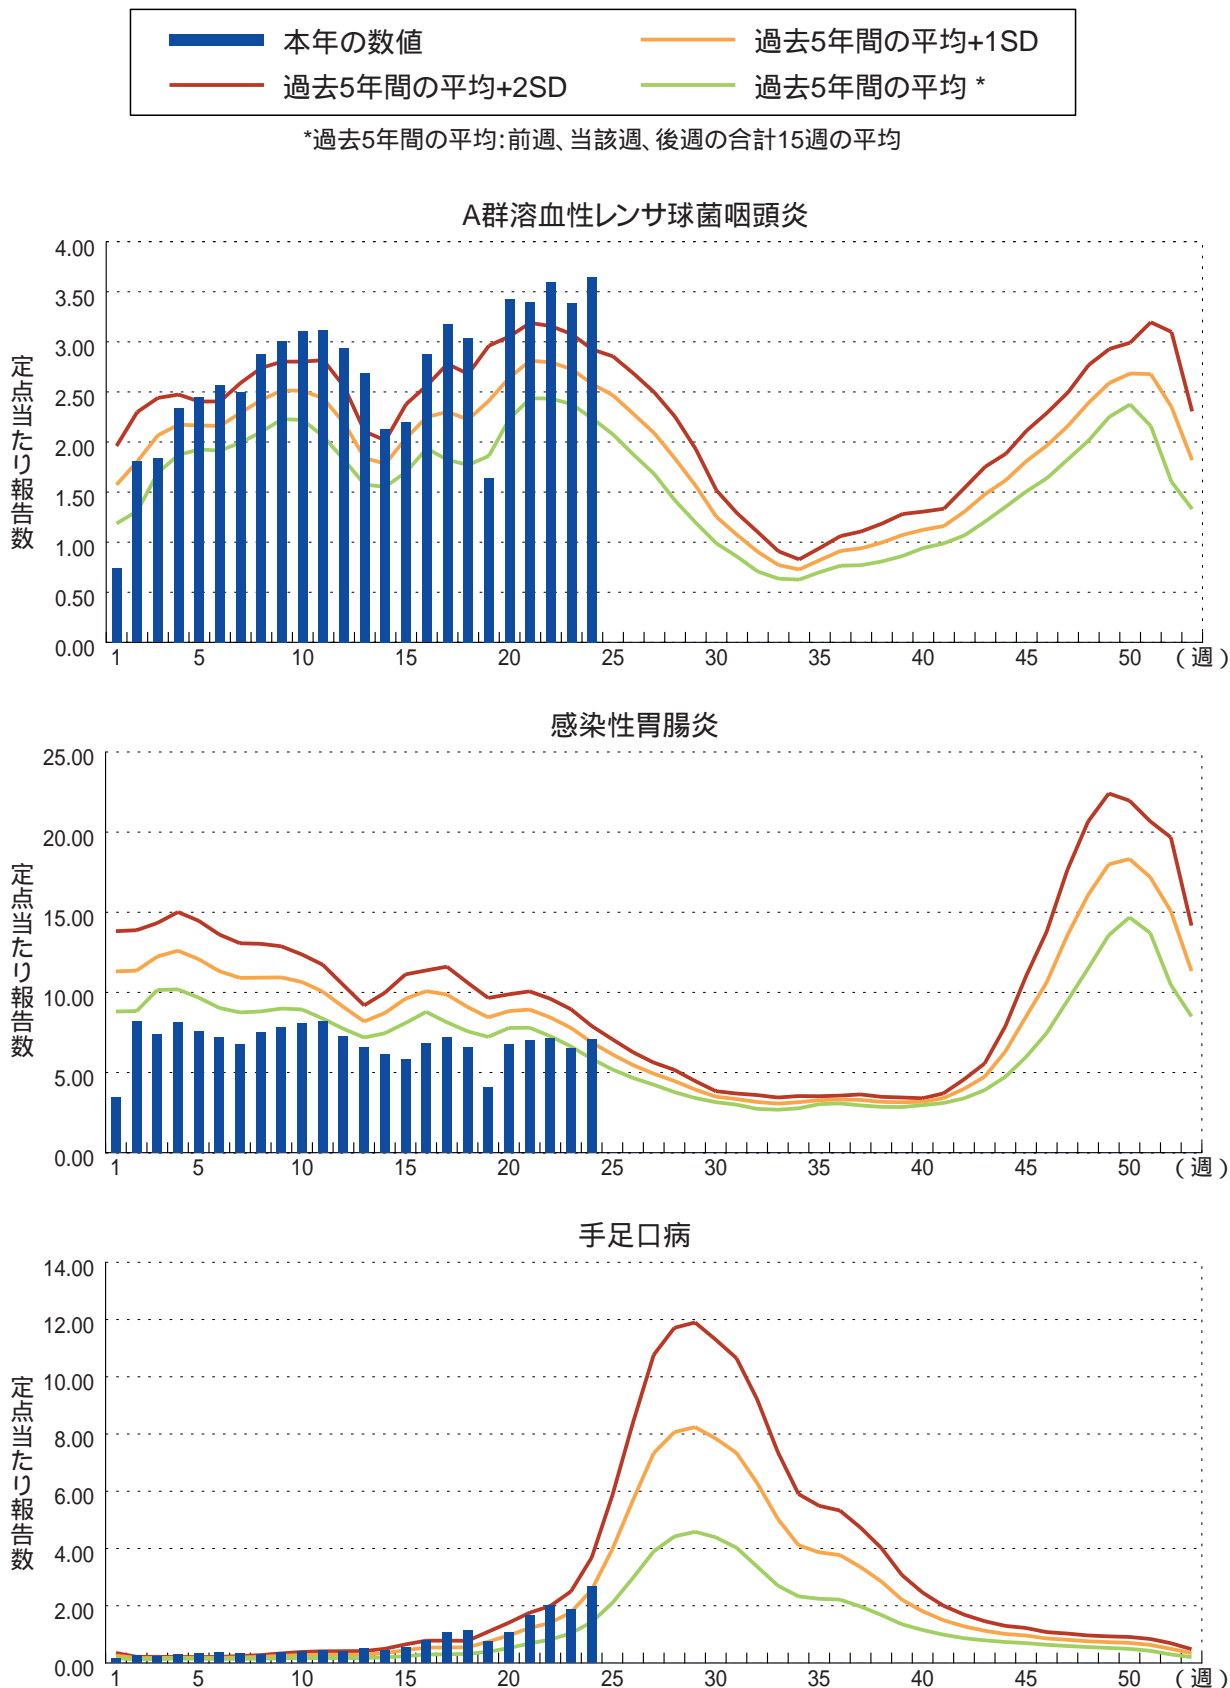 本年の数値
過去5年間の平均+1SD
過去5年間の平均+2SD
過去5年間の平均 *
*過去5年間の平均:前週、当該週、後週の合計15週の平均
A群溶血性レンサ球菌咽頭炎
定点当たり報告数
4.00
3.50
3.00
2.50
2.00
1.50
1.00
0.50
0.00
1 5 10 15 20 25 30 35 40 45 50 (週)
感染性胃腸炎
定点当たり報告数
25.00
20.00
15.00
10.00
5.00
0.00
1 5 10 15 20 25 30 35 40 45 50 (週)
手足口病
定点当たり報告数
14.00
12.00
10.00
8.00
6.00
4.00
2.00
0.00
1 5 10 15 20 25 30 35 40 45 50 (週)